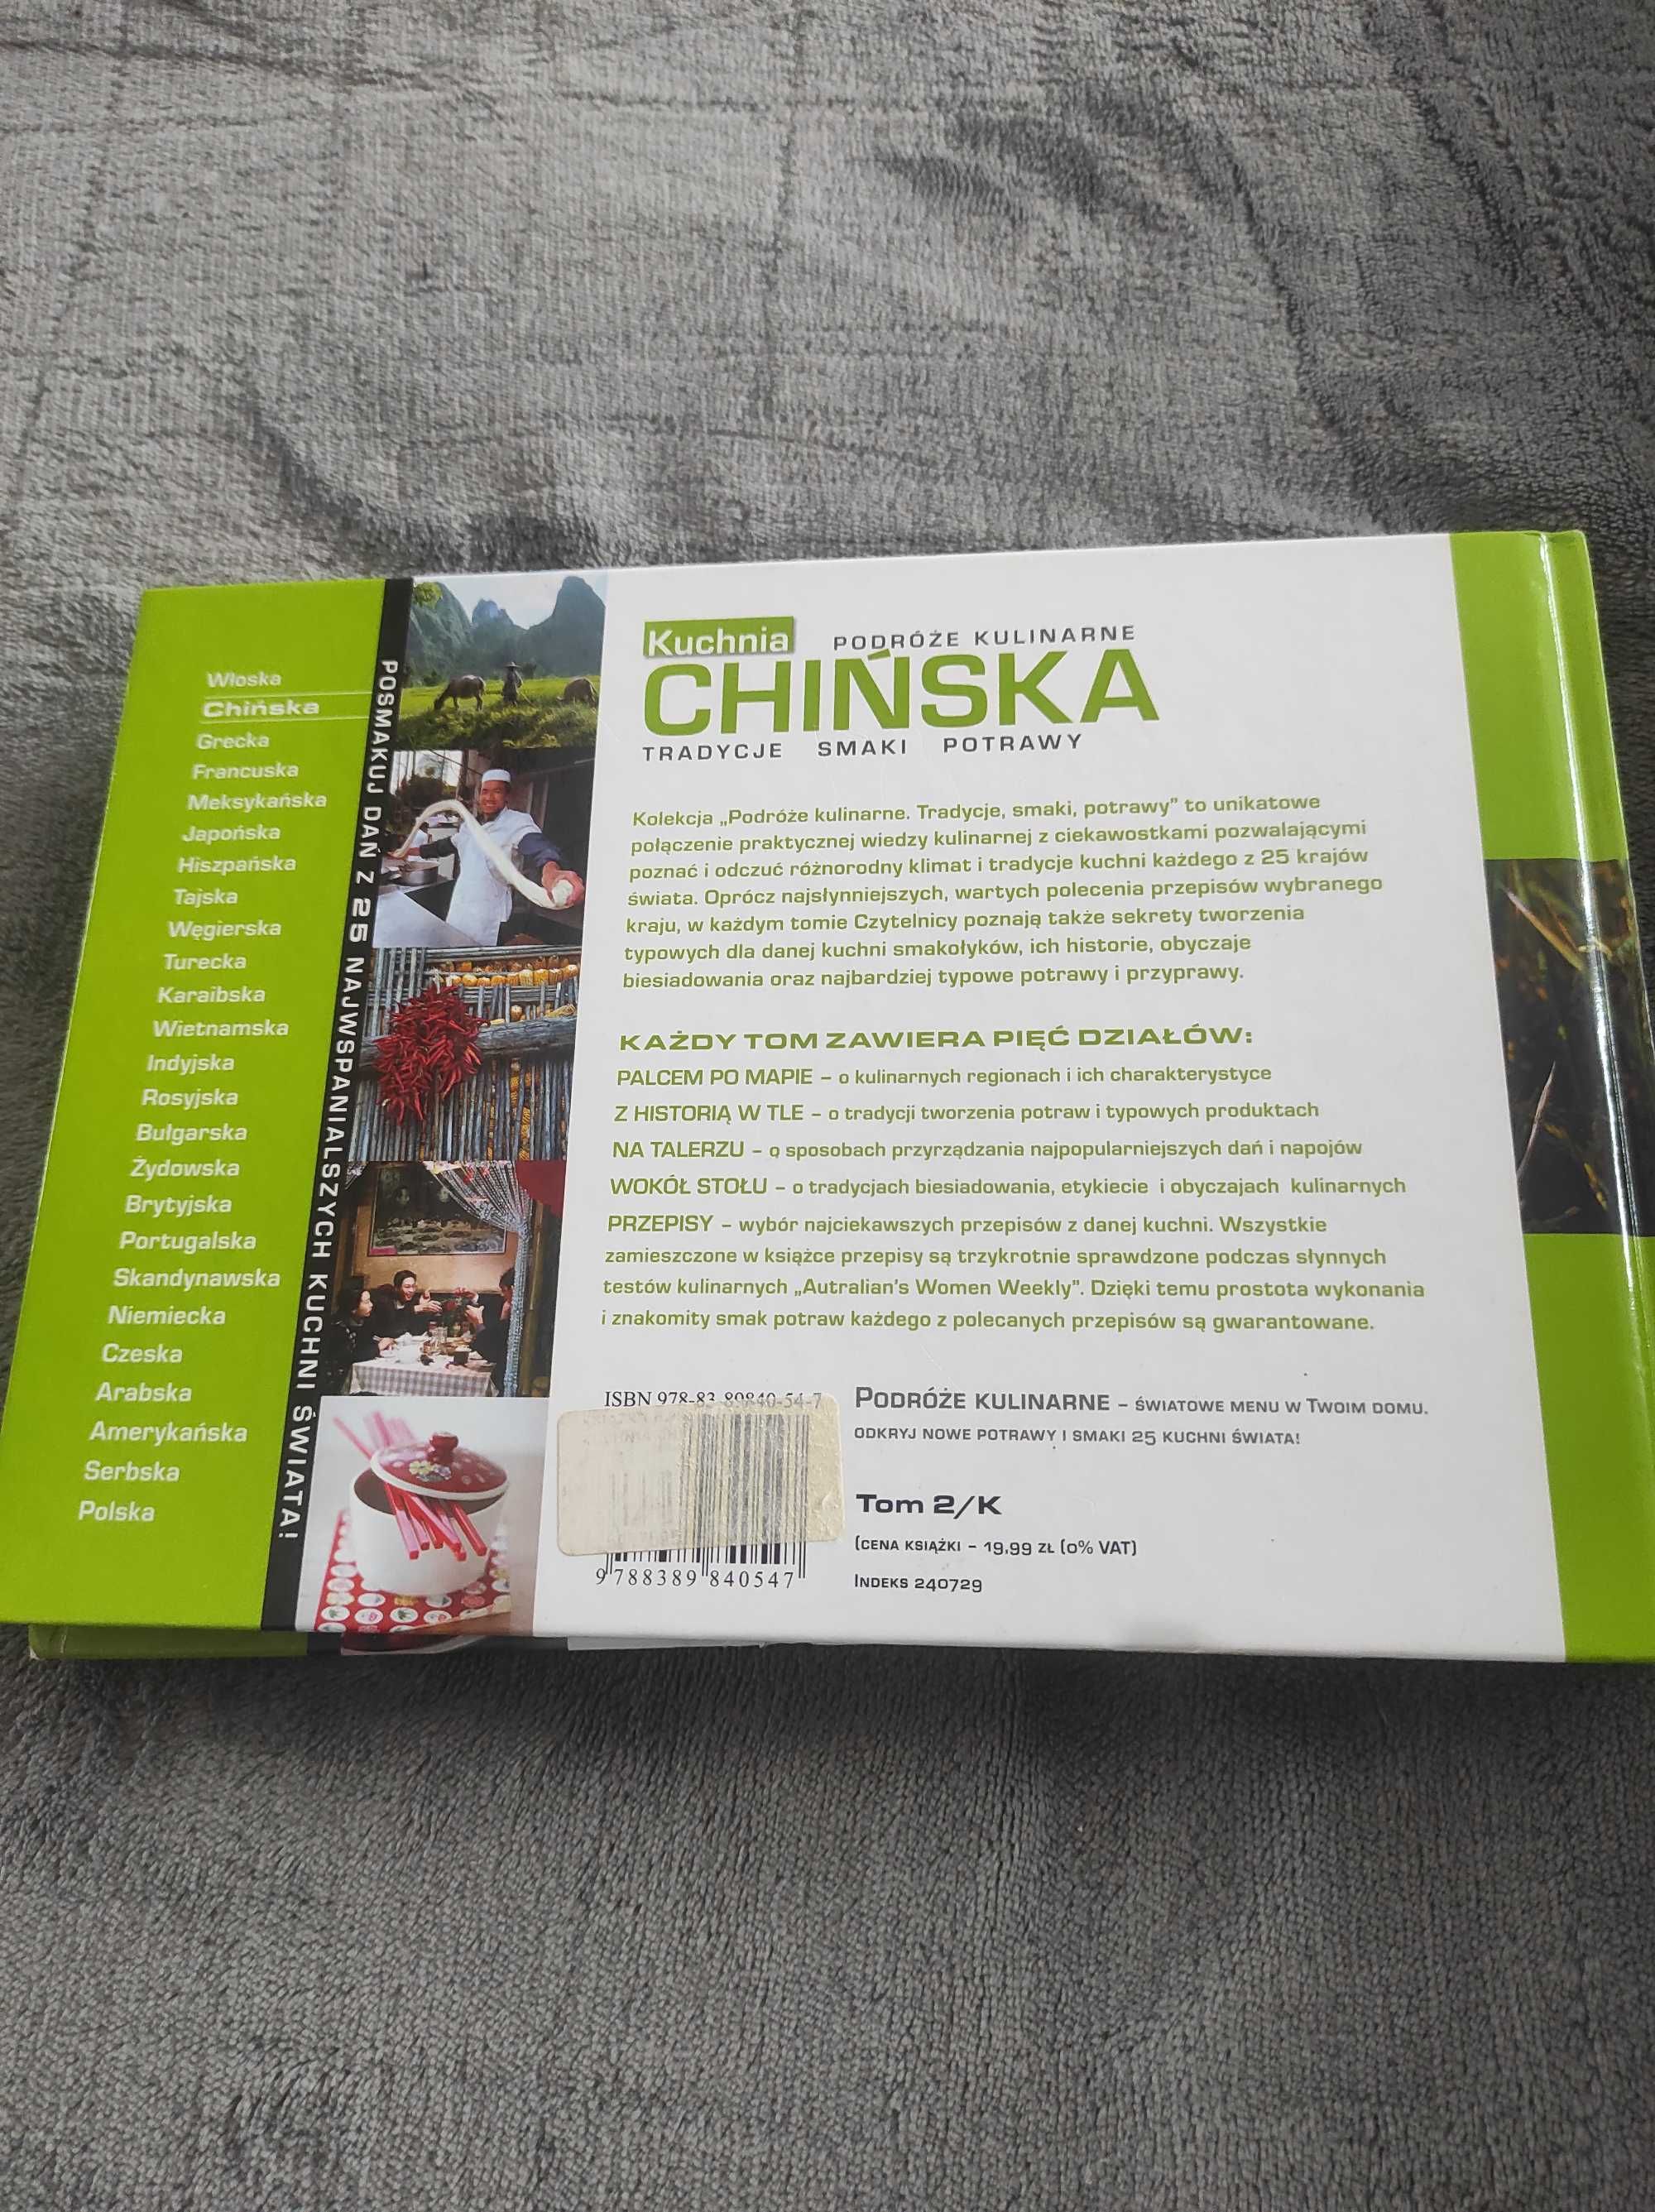 Włoska
Chińska
Grecka
Francuska
Meksykańska
Japońska
Hiszpańska
Tajska
Węgierska
Turecka
Karaibska
Wietnamska
Indyjska
Rosyjska
Bułgarska
Żydowska
Brytyjska
Portugalska
Skandynawska
Niemiecka
Czeska
Arabska
Amerykańska
Serbska
Polska
POSMAKUJ DAŃ Z 25 NAJWSPANIALSZYCH KUCHNI ŚWIATA!
Kuchnia PODRÓŻE KULINARNE
CHIŃSKA
TRADYCJE SMAKI POTRAWY
Kolekcja „Podróże kulinarne. Tradycje, smaki, potrawy" to unikatowe
połączenie praktycznej wiedzy kulinarnej z ciekawostkami pozwalającymi
poznać i odczuć różnorodny klimat i tradycje kuchni każdego z 25 krajów
świata. Oprócz najsłynniejszych, wartych polecenia przepisów wybranego
kraju, w każdym tomie Czytelnicy poznają także sekrety tworzenia
typowych dla danej kuchni smakołyków, ich historie, obyczaje
biesiadowania oraz najbardziej typowe potrawy i przyprawy.
KAŻDY TOM ZAWIERA PIĘĆ DZIAŁÓW:
PALCEM PO MAPIE – o kulinarnych regionach i ich charakterystyce
Z HISTORIĄ W TLE – o tradycji tworzenia potraw i typowych produktach
NA TALERZU – o sposobach przyrządzania najpopularniejszych dań i napojów
WOKÓŁ STOŁU – o tradycjach biesiadowania, etykiecie i obyczajach kulinarnych
PRZEPISY – wybór najciekawszych przepisów z danej kuchni. Wszystkie
zamieszczone w książce przepisy są trzykrotnie sprawdzone podczas słynnych
testów kulinarnych „Autralian's Women Weekly". Dzięki temu prostota wykonania
i znakomity smak potraw każdego z polecanych przepisów są gwarantowane.
ISBN 978-83-89840-54-7
9 788389 840547
PODRÓŻE KULINARNE – ŚWIATOWE MENU W TWOIM DOMU.
ODKRYJ NOWE POTRAWY I SMAKI 25 KUCHNI ŚWIATA!
Tom 2/K
(CENA KSIĄŻKI – 19,99 ZŁ (0% VAT)
INDEKS 240729